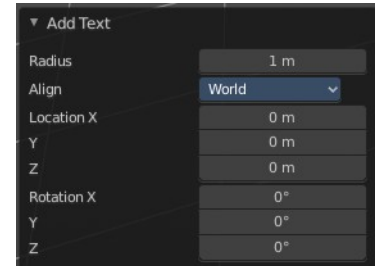 ▼ Add Text
Radius 1 m
Align World
Location X 0 m
Y 0 m
Z 0 m
Rotation X 0°
Y 0°
Z 0°